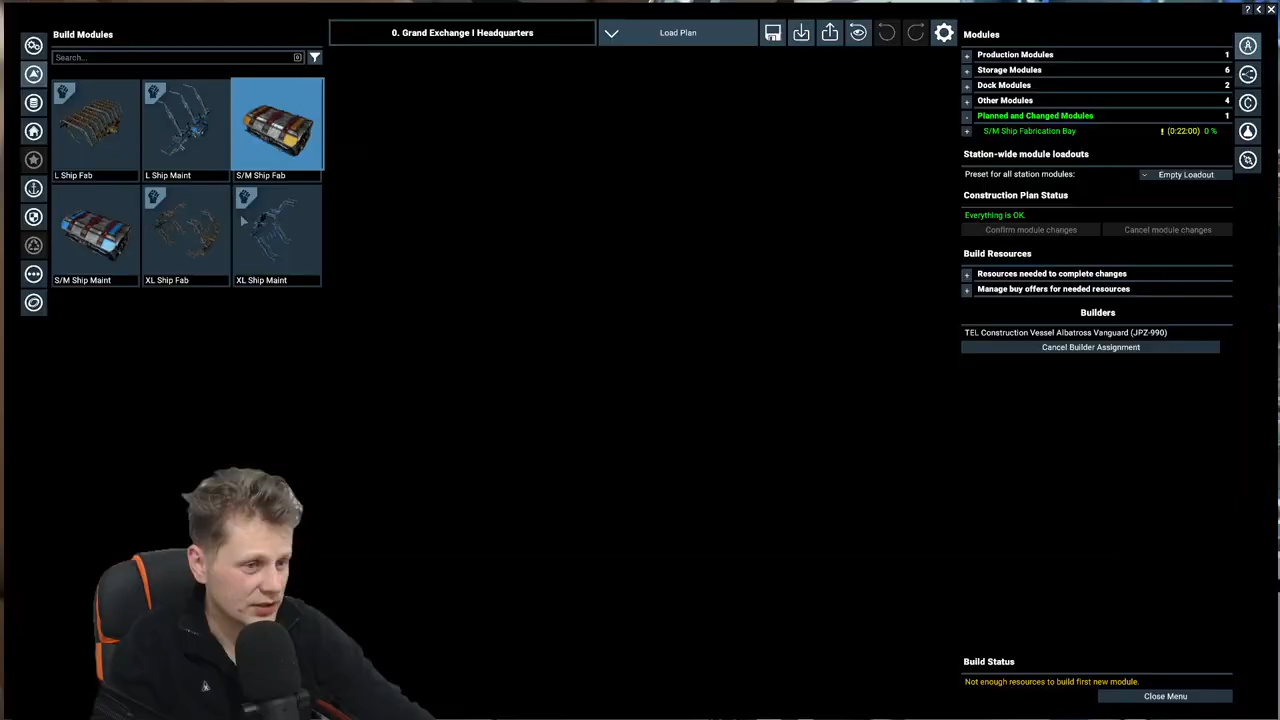 Build Modules
Search...
L Ship Fab
L Ship Maint
S/M Ship Fab
S/M Ship Maint
XL Ship Fab
XL Ship Maint
0. Grand Exchange I Headquarters
Load Plan
? 
Modules
Production Modules 1
Storage Modules 6
Dock Modules 2
Other Modules 4
Planned and Changed Modules 1
S/M Ship Fabrication Bay ! (0:22:00) 0 %
Station-wide module loadouts
Preset for all station modules: Empty Loadout
Construction Plan Status
Everything is OK.
Confirm module changes Cancel module changes
Build Resources
Resources needed to complete changes
Manage buy offers for needed resources
Builders
TEL Construction Vessel Albatross Vanguard (JPZ-990)
Cancel Builder Assignment
Build Status
Not enough resources to build first new module.
Close Menu